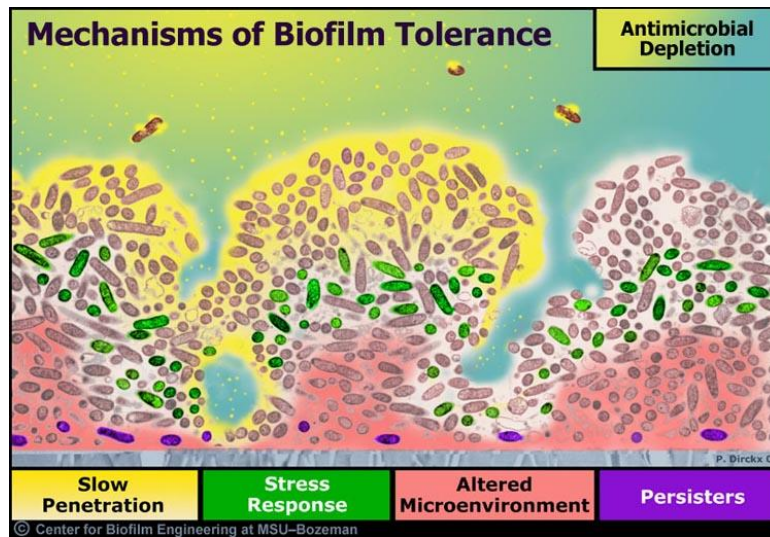 Mechanisms of Biofilm Tolerance
Antimicrobial
Depletion
P. Dirckx
Slow
Penetration
Stress
Response
Altered
Microenvironment
Persisters
© Center for Biofilm Engineering at MSU–Bozeman